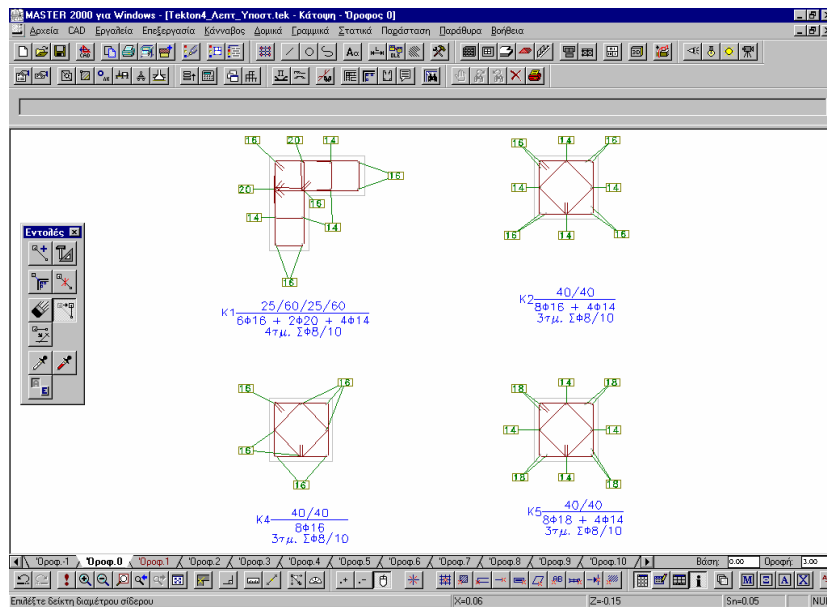 MASTER 2000 για Windows - [Tekton4_Λεπτ_Υποστ.tek - Κάτοψη - Όροφος 0]
Αρχεία CAD Εργαλεία Επεξεργασία Κάνναβος Δομικά Γραμμικά Στατικά Παράσταση Παράθυρα Βοήθεια
16 20 14
16
20
16
14
14
16
Κ1 25/60/25/60
6Φ16 + 2Φ20 + 4Φ14
4τμ. ΣΦ8/10
16 14 16
14 14
16 14 16
Κ2 40/40
8Φ16 + 4Φ14
3τμ. ΣΦ8/10
Εντολές
16 16
16
16
Κ4 40/40
8Φ16
3τμ. ΣΦ8/10
18 14 18
14 14
18 14 18
Κ5 40/40
8Φ18 + 4Φ14
3τμ. ΣΦ8/10
Όροφ.-1 Όροφ.0 Όροφ.1 Όροφ.2 Όροφ.3 Όροφ.4 Όροφ.5 Όροφ.6 Όροφ.7 Όροφ.8 Όροφ.9 Όροφ.10 Βάση: 0.00 Οροφή: 3.00
Επιλέξτε δείκτη διαμέτρου σίδερου X=0.06 Z=-0.15 Sn=0.05 NU